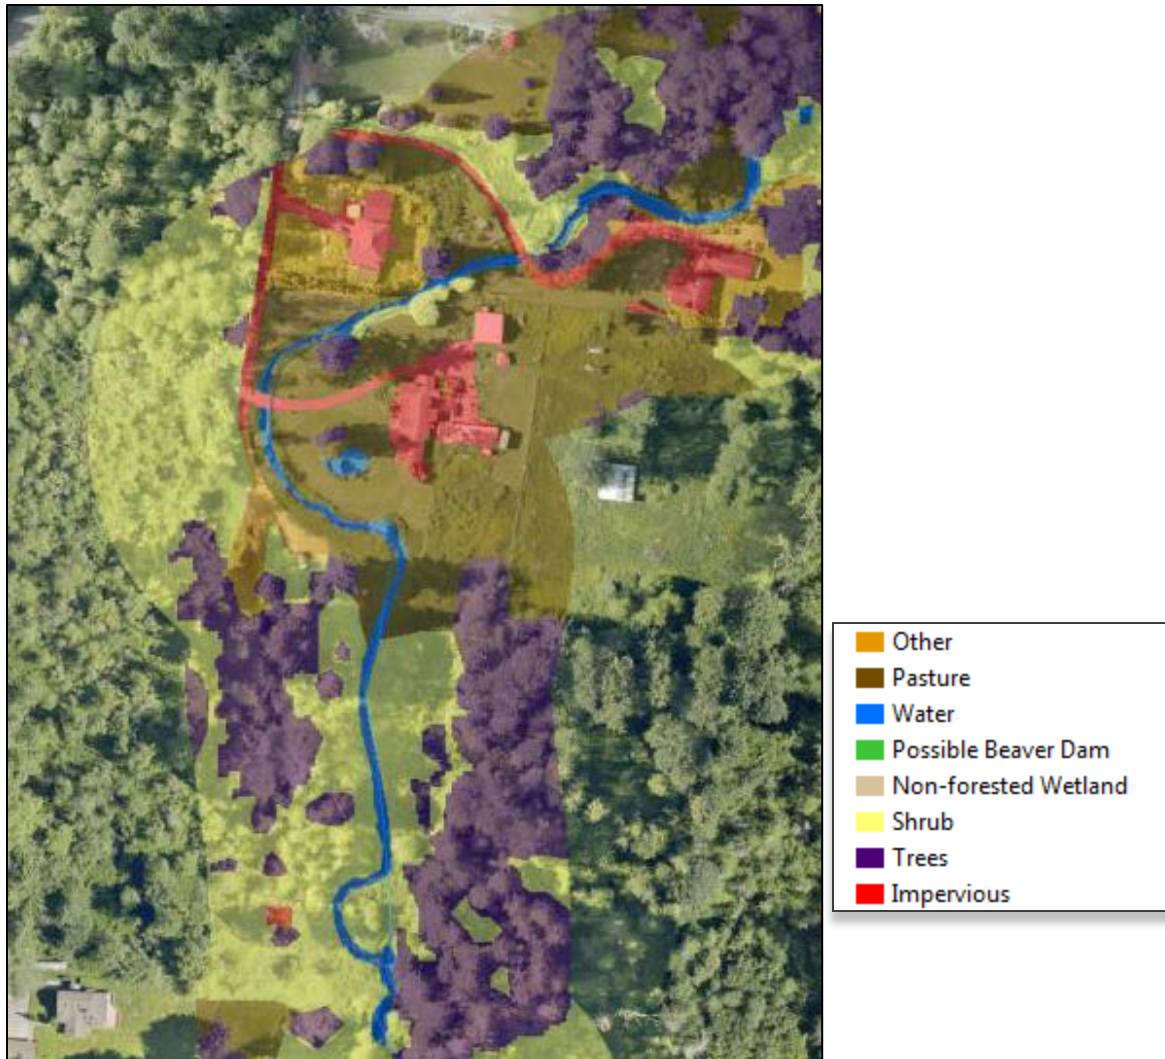 Other
Pasture
Water
Possible Beaver Dam
Non-forested Wetland
Shrub
Trees
Impervious